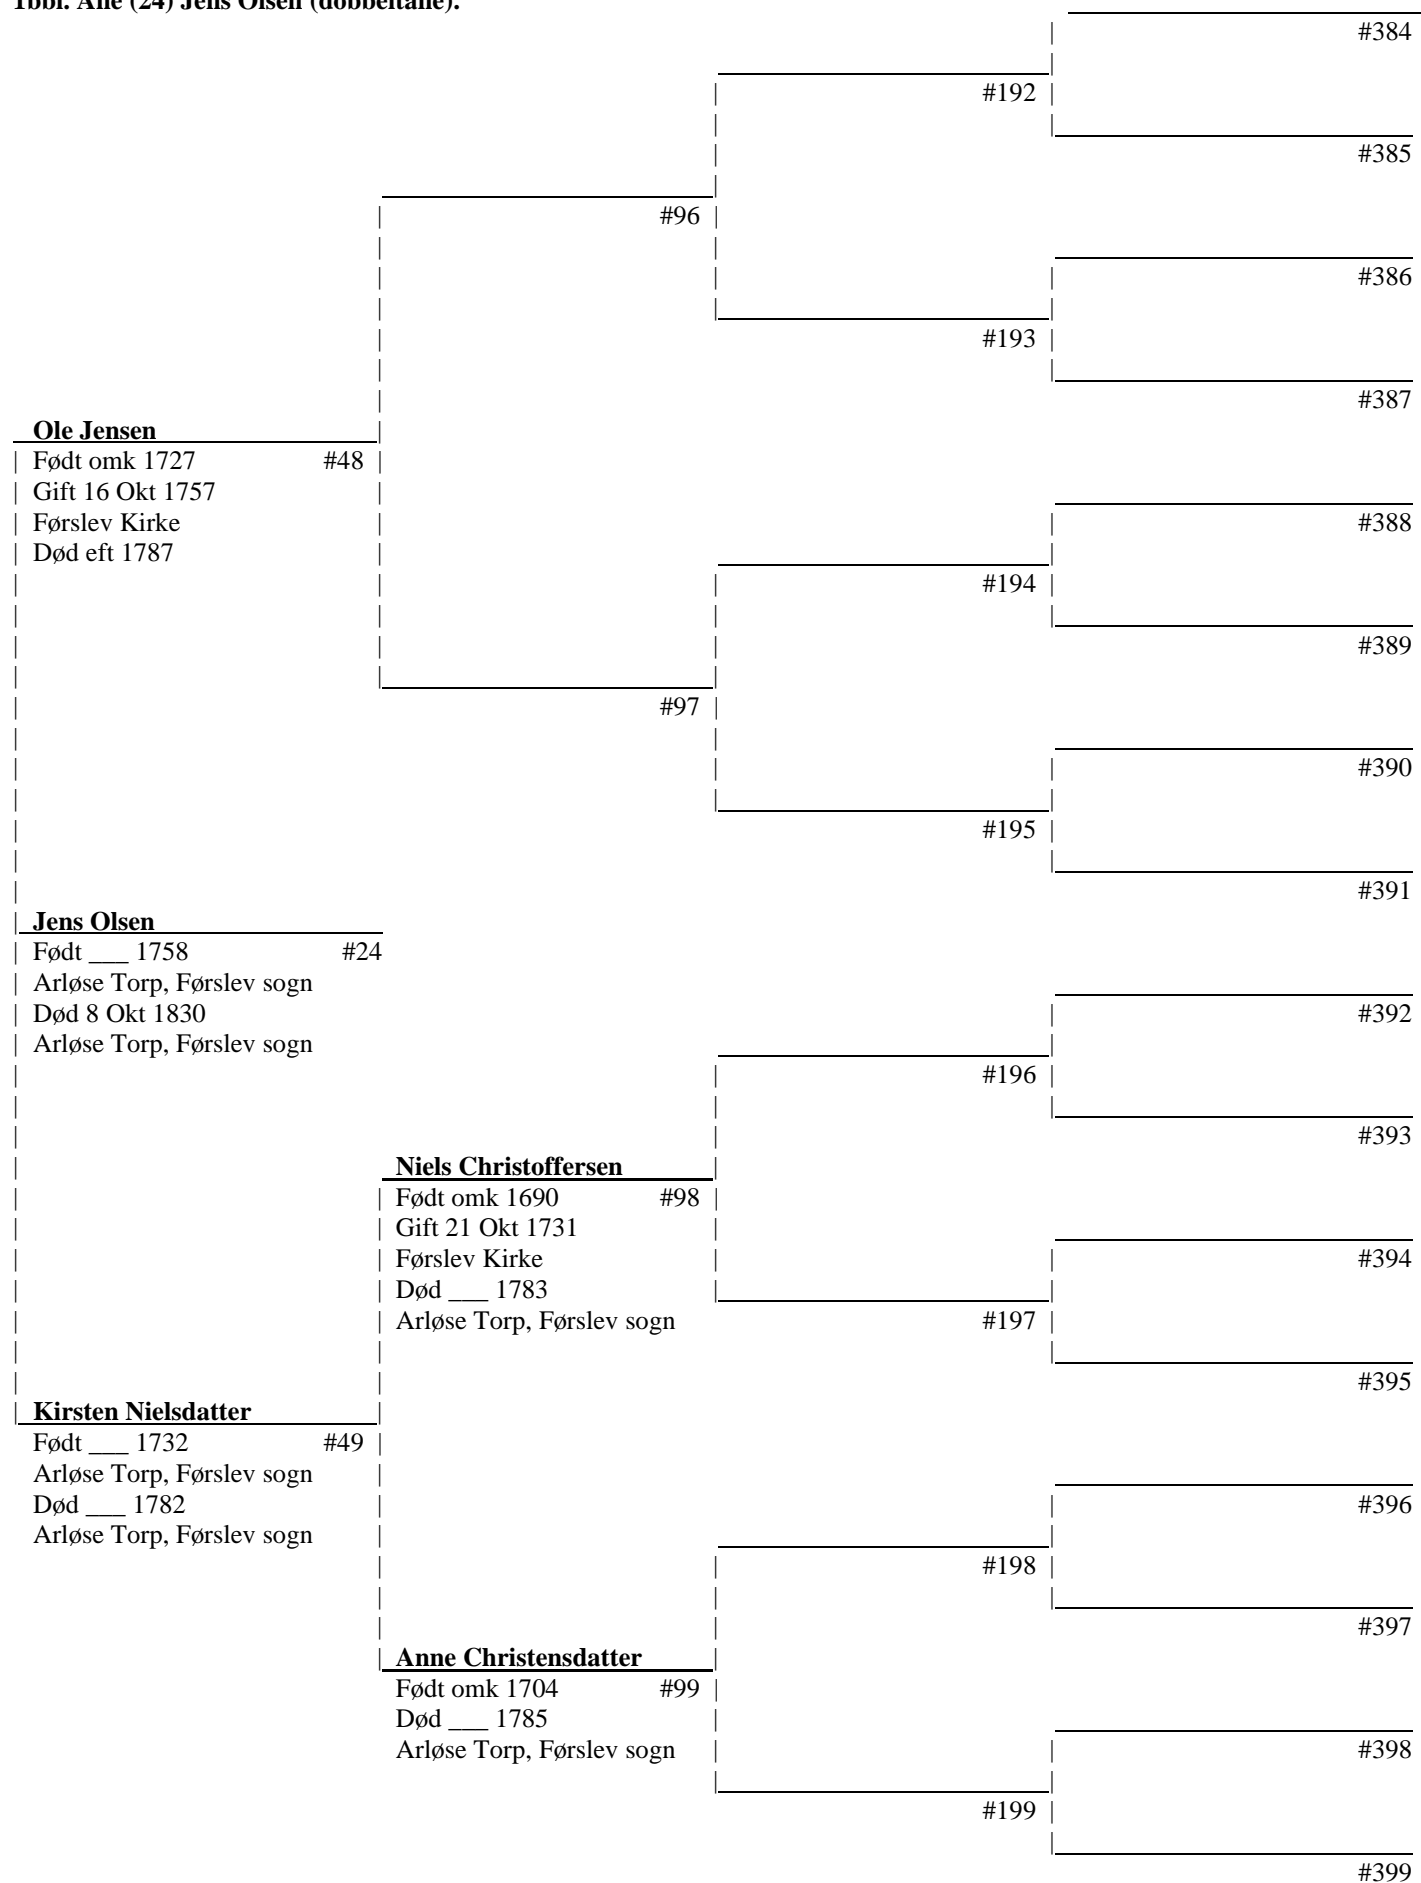 1bbl. Ane (24) Jens Olsen (dobbeltane).
#384
#192
#385
#96
#386
#193
#387
Ole Jensen
Født omk 1727 #48
Gift 16 Okt 1757
Førslev Kirke
#388
Død eft 1787
#194
#389
#97
#390
#195
#391
Jens Olsen
Født ___ 1758 #24
Arløse Torp, Førslev sogn
Død 8 Okt 1830
#392
Arløse Torp, Førslev sogn
#196
#393
Niels Christoffersen
Født omk 1690 #98
Gift 21 Okt 1731
Førslev Kirke
#394
Død ___ 1783
Arløse Torp, Førslev sogn
#197
#395
Kirsten Nielsdatter
Født ___ 1732 #49
Arløse Torp, Førslev sogn
Død ___ 1782
#396
Arløse Torp, Førslev sogn
#198
#397
Anne Christensdatter
Født omk 1704 #99
Død ___ 1785
Arløse Torp, Førslev sogn
#398
#199
#399